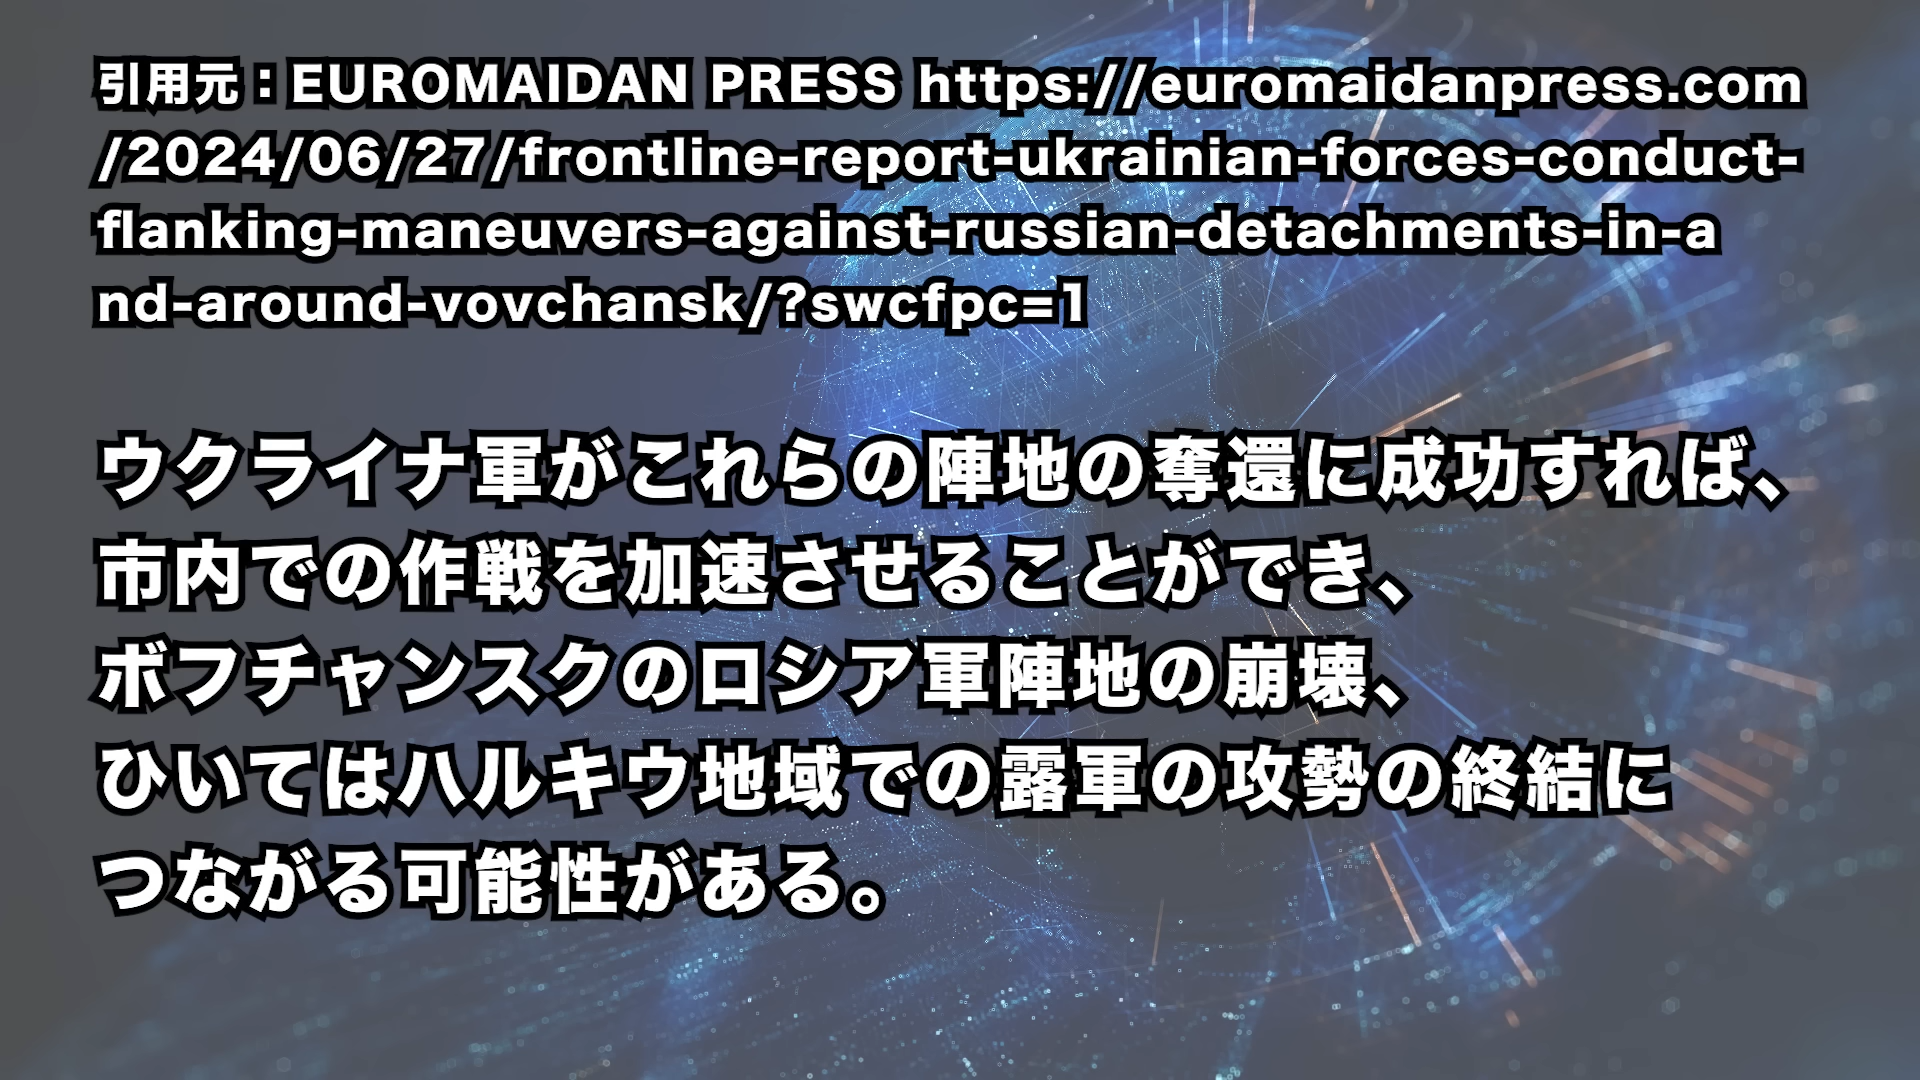 引用元：EUROMAIDAN PRESS https://euromaidanpress.com
/2024/06/27/frontline-report-ukrainian-forces-conduct-
flanking-maneuvers-against-russian-detachments-in-a
nd-around-vovchansk/?swcfpc=1
ウクライナ軍がこれらの陣地の奪還に成功すれば、
市内での作戦を加速させることができ、
ボフチャンスクのロシア軍陣地の崩壊、
ひいてはハルキウ地域での露軍の攻勢の終結に
つながる可能性がある。